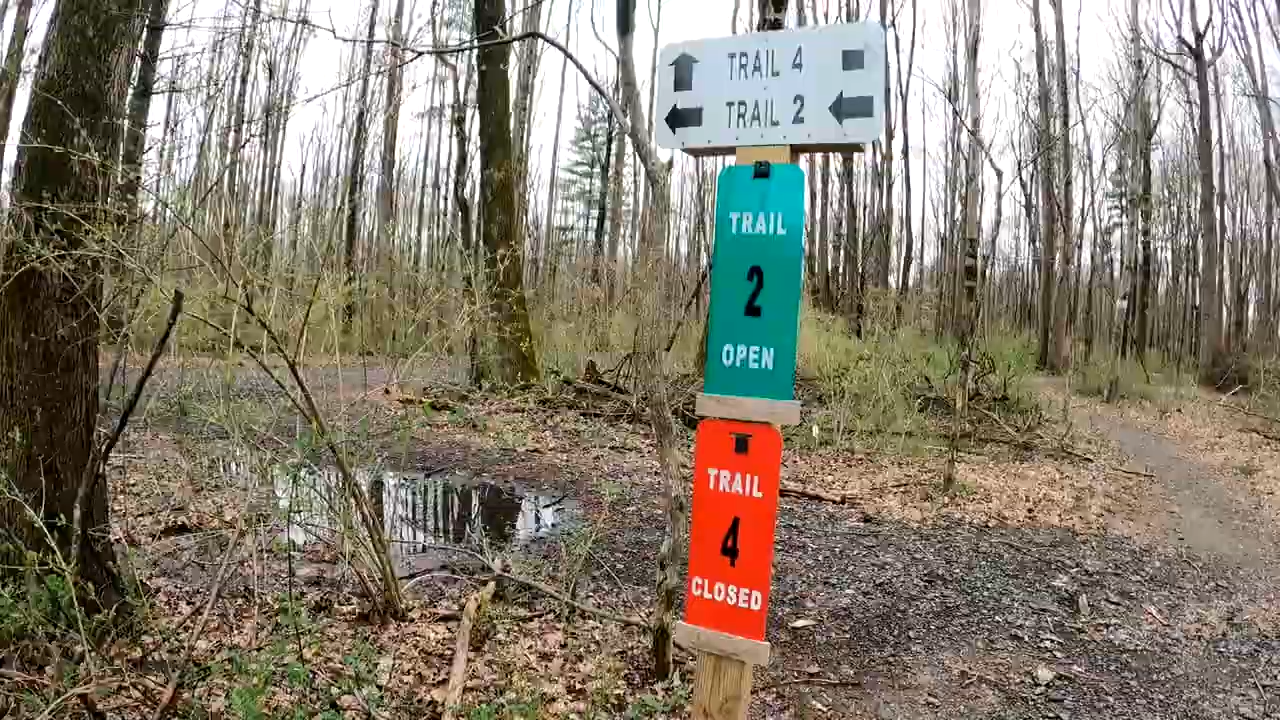 TRAIL 4
TRAIL 2
TRAIL
2
OPEN
TRAIL
4
CLOSED